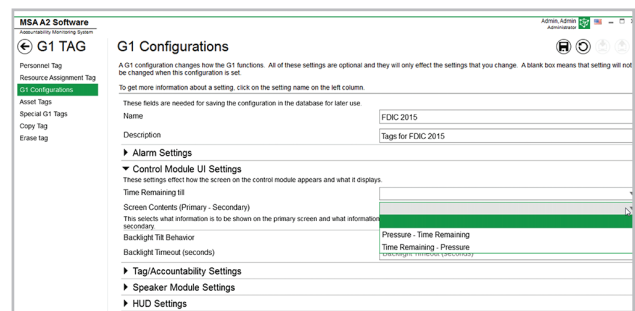 MSA A2 Software
Accountability Monitoring System
Admin, Admin
Administrator
G1 TAG
G1 Configurations
Personnel Tag
Resource Assignment Tag
G1 Configurations
Asset Tags
Special G1 Tags
Copy Tag
Erase tag
A G1 configuration changes how the G1 functions. All of these settings are optional and they will only effect the settings that you change. A blank box means that setting will not
be changed when this configuration is set.
To get more information about a setting, click on the setting name on the left column.
These fields are needed for saving the configuration in the database for later use.
Name
FDIC 2015
Description
Tags for FDIC 2015
Alarm Settings
Control Module UI Settings
These settings effect how the screen on the control module appears and what it displays.
Time Remaining till
Screen Contents (Primary - Secondary)
This selects what information is to be shown on the primary screen and what information
secondary.
Pressure - Time Remaining
Time Remaining - Pressure
Backlight Tilt Behavior
Backlight Timeout (seconds)
Backlight Timeout (seconds)
Tag/Accountability Settings
Speaker Module Settings
HUD Settings